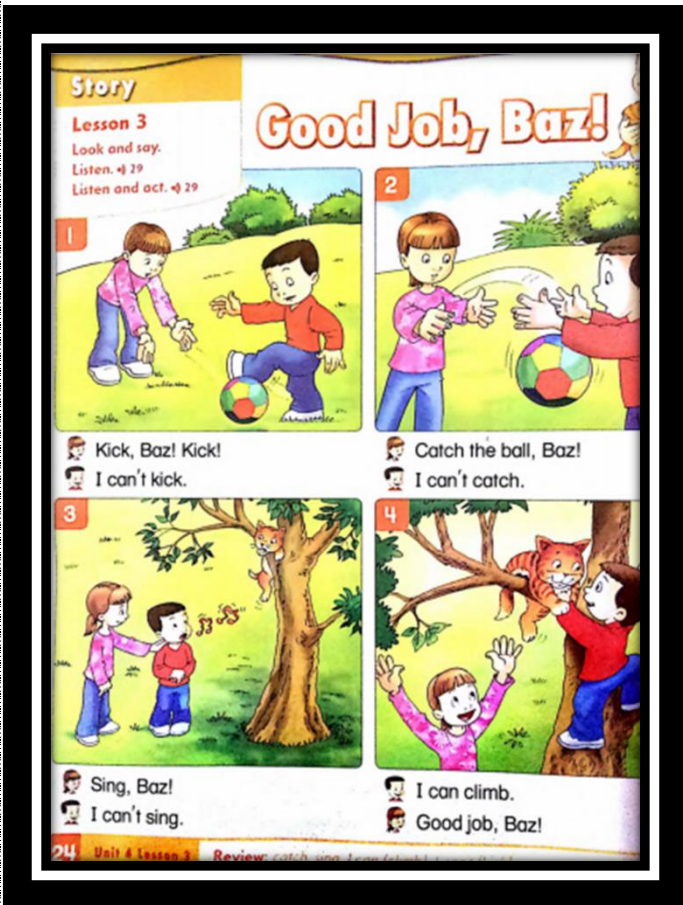 Story
Lesson 3
Look and say.
Listen. 29
Listen and act. 29
Good Job, Baz!
1
Kick, Baz! Kick!
I can't kick.
2
Catch the ball, Baz!
I can't catch.
3
Sing, Baz!
I can't sing.
4
I can climb.
Good job, Baz!
24 Unit 4 Lesson 3 Review: catch, sing, I can (climb).